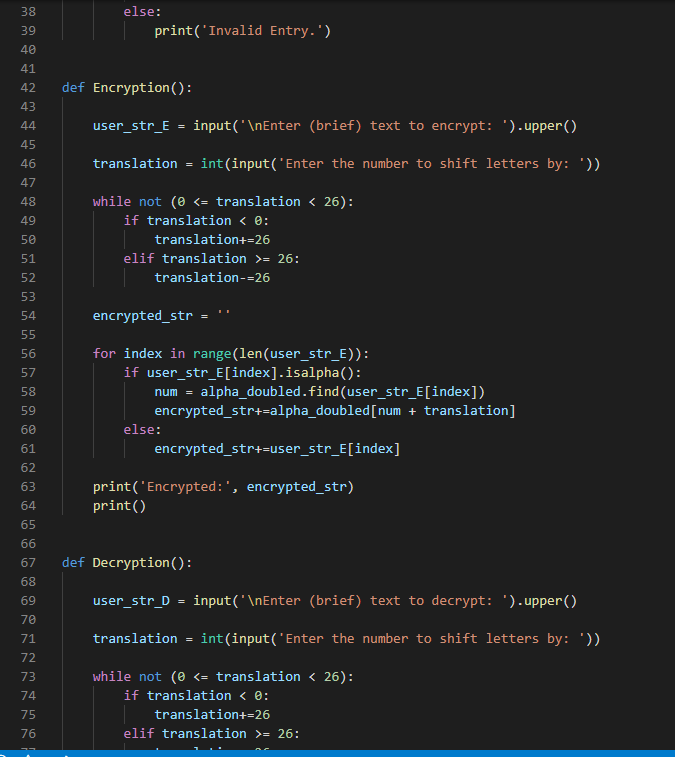 38 else:
39 print('Invalid Entry.')
40
41
42 def Encryption():
43
44 user_str_E = input('\nEnter (brief) text to encrypt: ').upper()
45
46 translation = int(input('Enter the number to shift letters by: '))
47
48 while not (0 <= translation < 26):
49 if translation < 0:
50 translation+=26
51 elif translation >= 26:
52 translation-=26
53
54 encrypted_str = ''
55
56 for index in range(len(user_str_E)):
57 if user_str_E[index].isalpha():
58 num = alpha_doubled.find(user_str_E[index])
59 encrypted_str+=alpha_doubled[num + translation]
60 else:
61 encrypted_str+=user_str_E[index]
62
63 print('Encrypted:', encrypted_str)
64 print()
65
66
67 def Decryption():
68
69 user_str_D = input('\nEnter (brief) text to decrypt: ').upper()
70
71 translation = int(input('Enter the number to shift letters by: '))
72
73 while not (0 <= translation < 26):
74 if translation < 0:
75 translation+=26
76 elif translation >= 26: